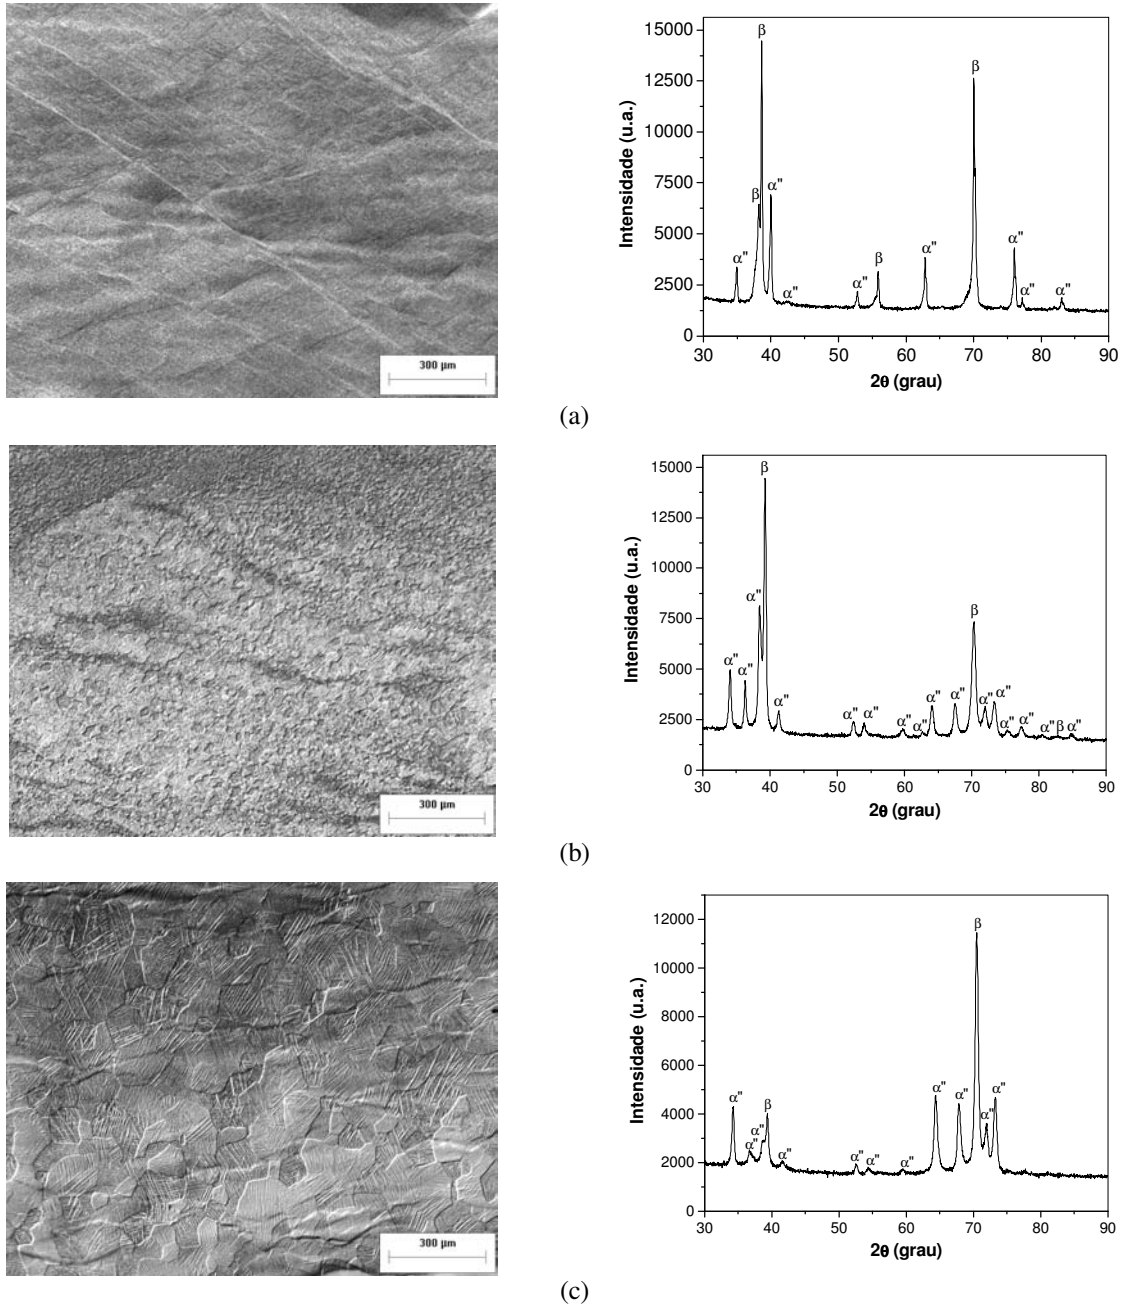 300 µm
Intensidade (u.a.)
15000
12500
10000
7500
5000
2500
0
β
β
β
α"
β
α"
α"
α"
α"
α"
α"
α"
α"
30 40 50 60 70 80 90
2θ (grau)
(a)
300 µm
Intensidade (u.a.)
15000
12500
10000
7500
5000
2500
0
β
α"
β
α" α"
α"
α" α"
α" α"
α"
α"
α" α"
α" α" α" β α"
30 40 50 60 70 80 90
2θ (grau)
(b)
300 µm
Intensidade (u.a.)
12000
10000
8000
6000
4000
2000
0
β
α"
α" α"
β
α"
α"
α" α" α"
α" α"
α"
30 40 50 60 70 80 90
2θ (grau)
(c)